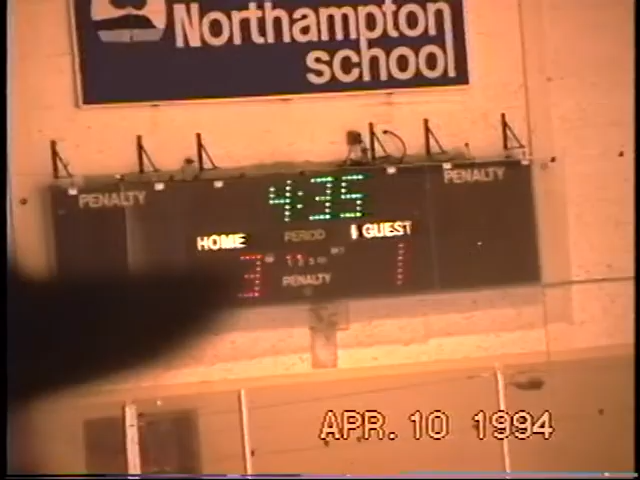 Northampton
school
PENALTY
4:35
PENALTY
HOME
PERIOD
GUEST
3
1
PENALTY
APR. 10 1994